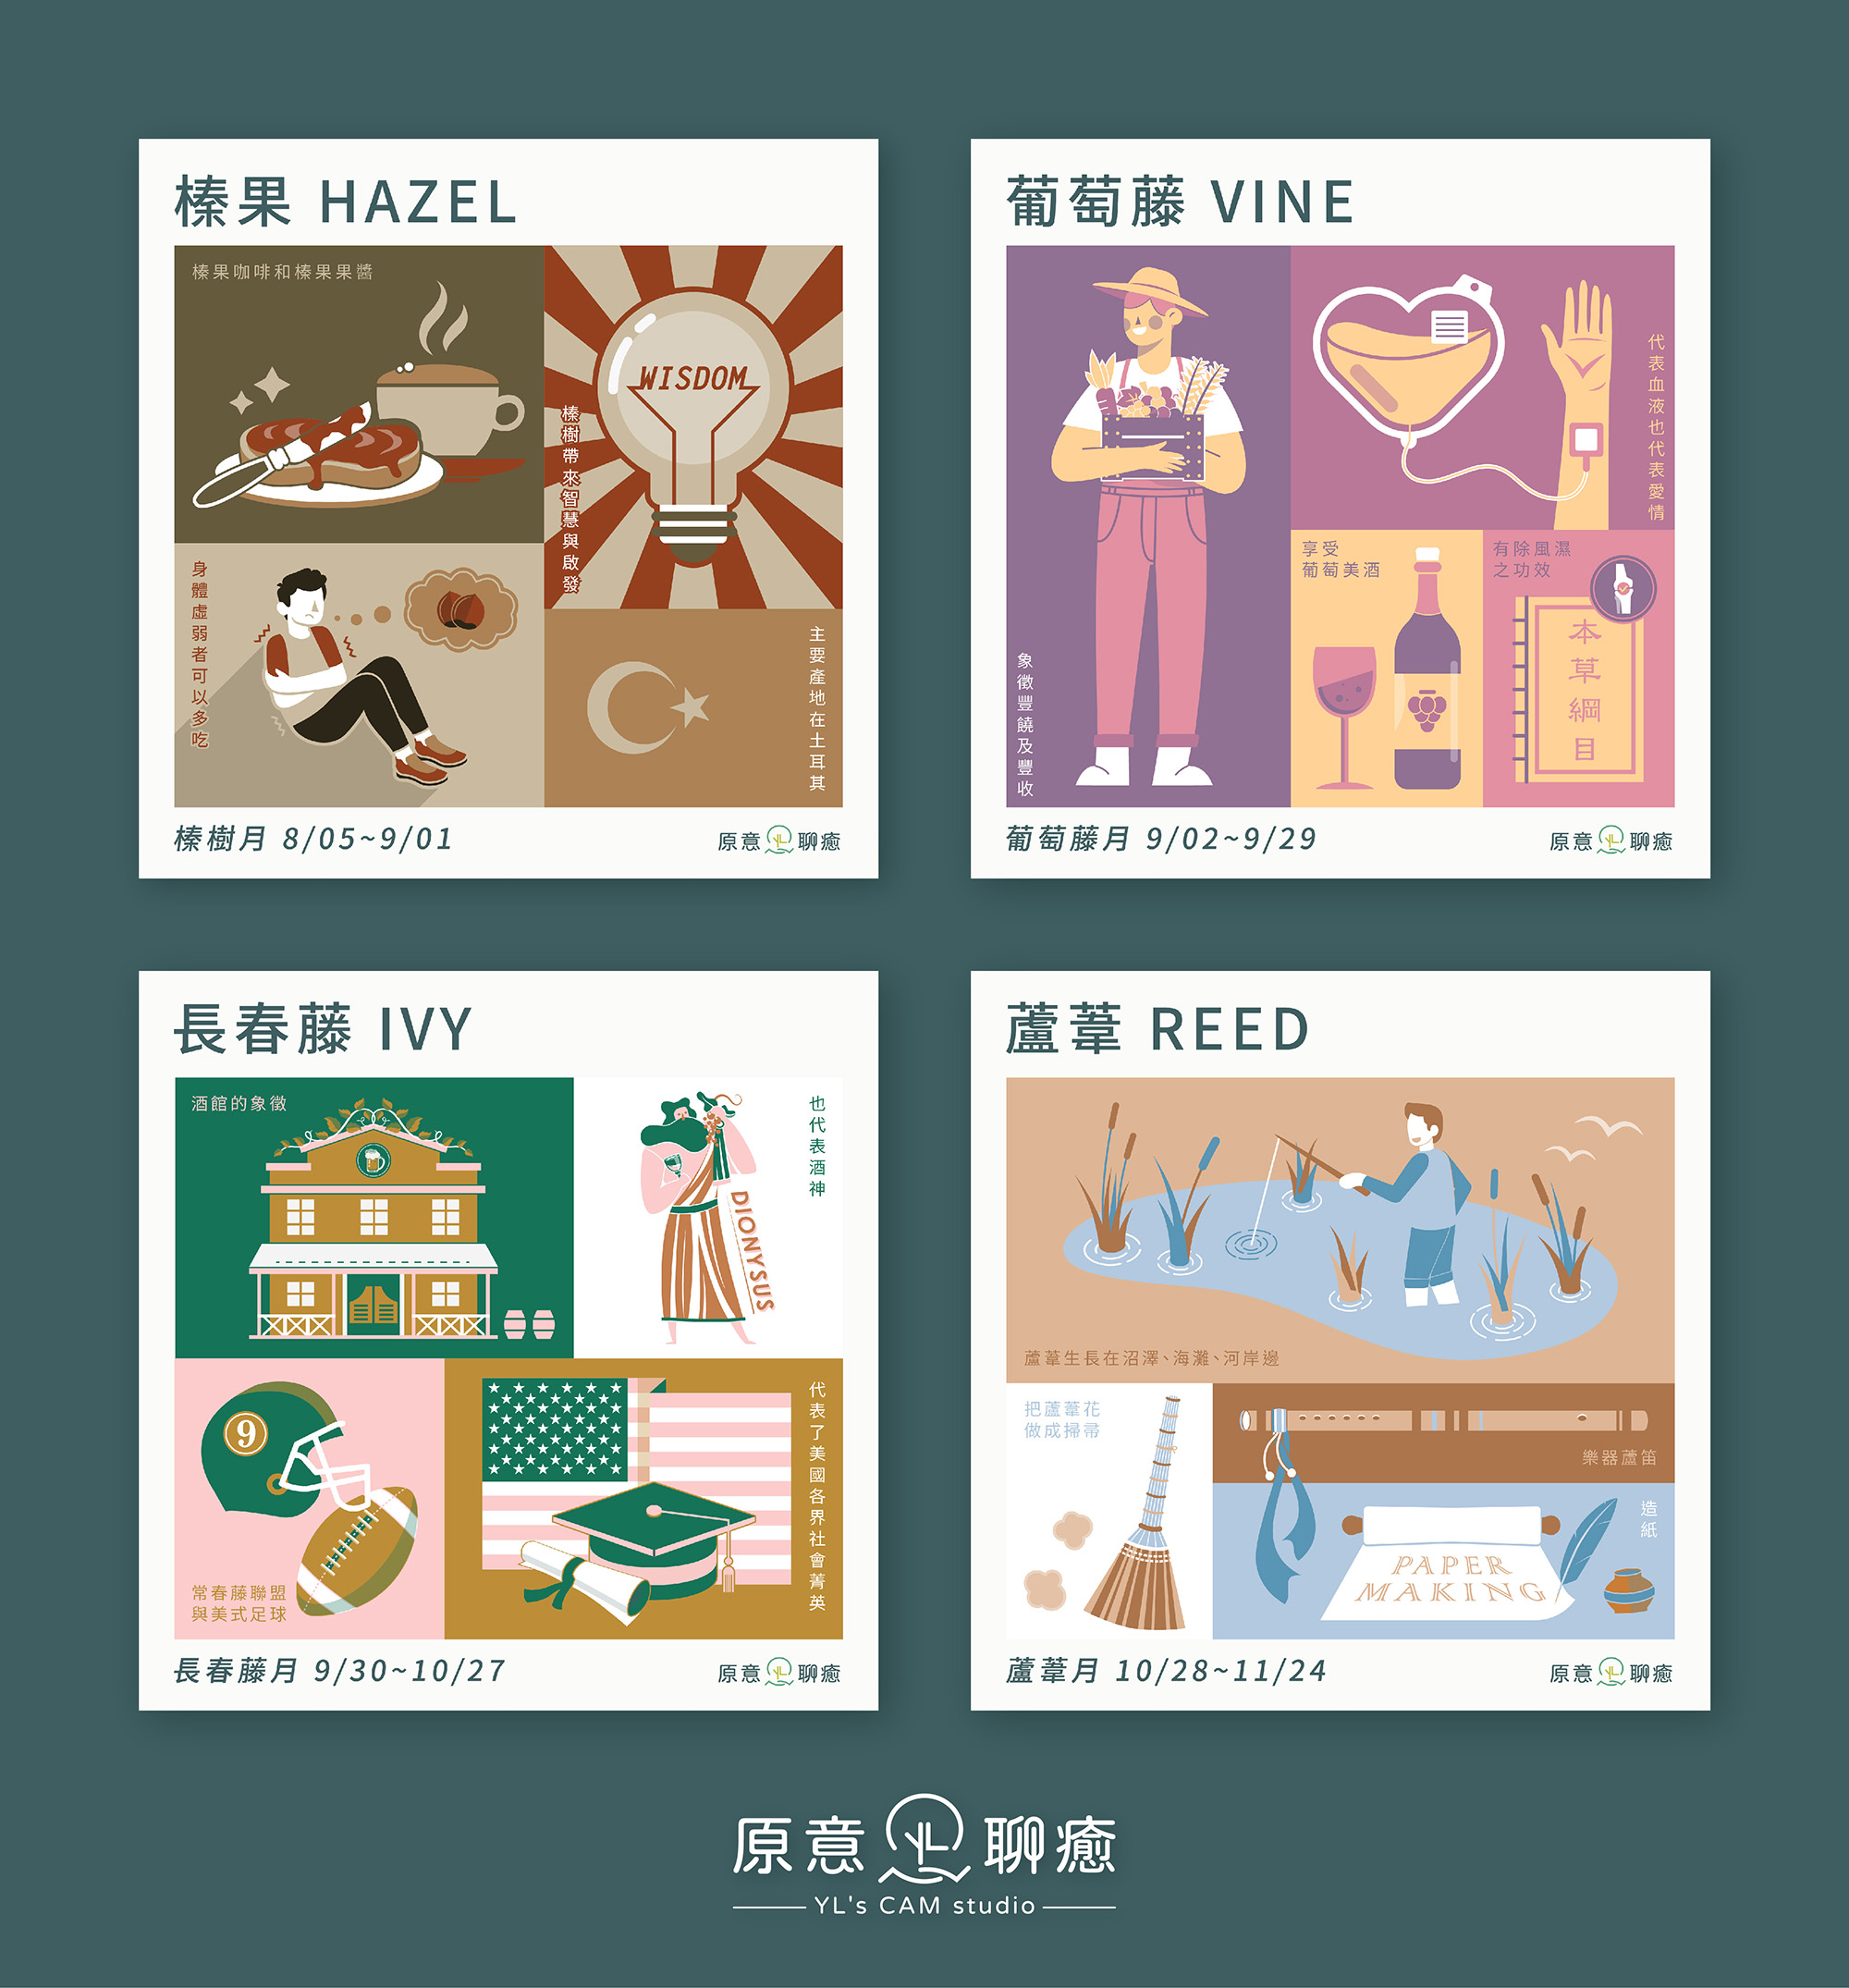 榛果 HAZEL
榛果咖啡和榛果果醬
WISDOM
榛樹帶來智慧與啟發
身體虛弱者可以多吃
主要產地在土耳其
榛樹月 8/05~9/01
原意 YL 聊癒
葡萄藤 VINE
象徵豐饒及豐收
代表血液也代表愛情
享受
葡萄美酒
有除風濕
之功效
本草綱目
葡萄藤月 9/02~9/29
原意 YL 聊癒
長春藤 IVY
酒館的象徵
也代表酒神
DIONYSUS
9
常春藤聯盟
與美式足球
代表了美國各界社會菁英
長春藤月 9/30~10/27
原意 YL 聊癒
蘆葦 REED
蘆葦生長在沼澤、海灘、河岸邊
把蘆葦花
做成掃帚
樂器蘆笛
造紙
PAPER
MAKING
蘆葦月 10/28~11/24
原意 YL 聊癒
原意 YL 聊癒
YL's CAM studio